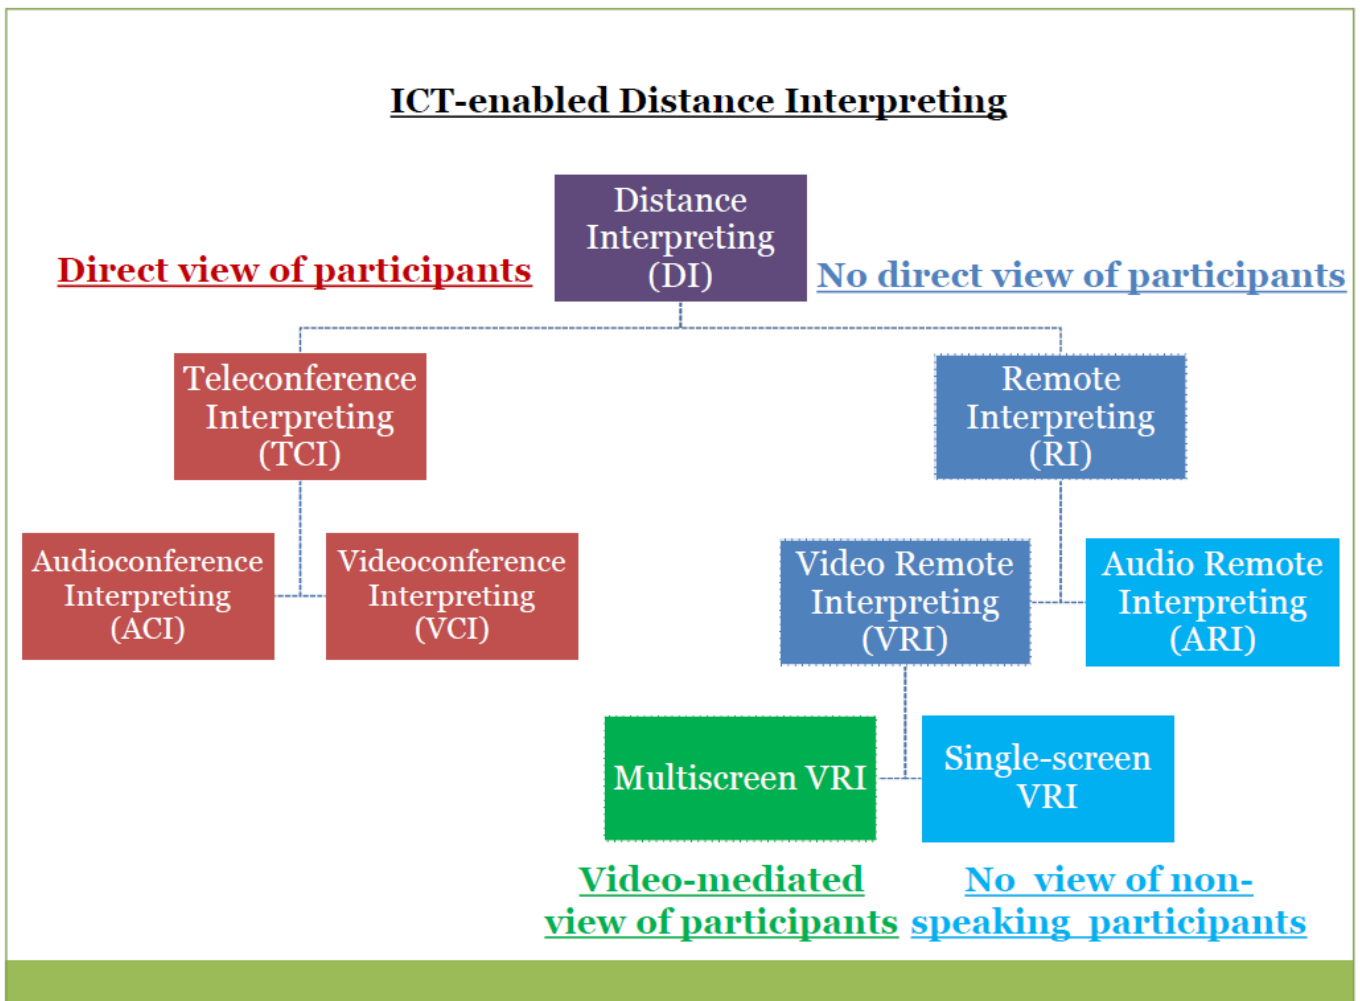 ICT-enabled Distance Interpreting
Distance
Interpreting
(DI)
Direct view of participants
No direct view of participants
Teleconference
Interpreting
(TCI)
Remote
Interpreting
(RI)
Audioconference
Interpreting
(ACI)
Videoconference
Interpreting
(VCI)
Video Remote
Interpreting
(VRI)
Audio Remote
Interpreting
(ARI)
Multiscreen VRI
Single-screen
VRI
Video-mediated
view of participants
No view of non-
speaking participants